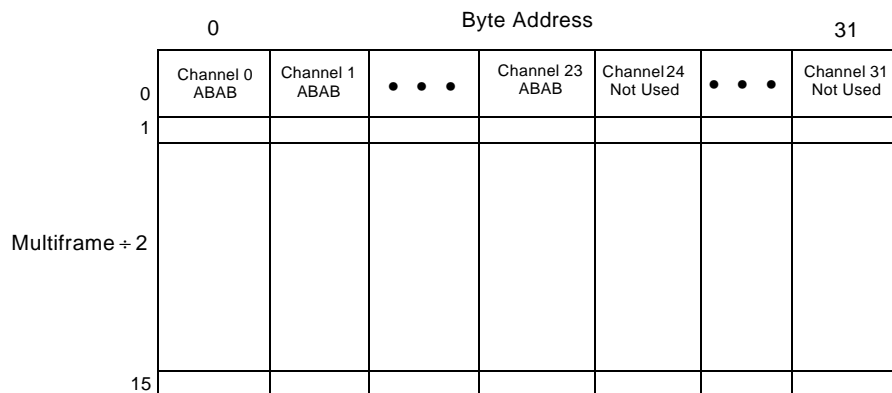 Byte Address
0 31
Channel 0 Channel 1 Channel 23 Channel 24 Channel 31
ABAB ABAB • • • ABAB Not Used • • • Not Used
0
1
Multiframe ÷ 2
15